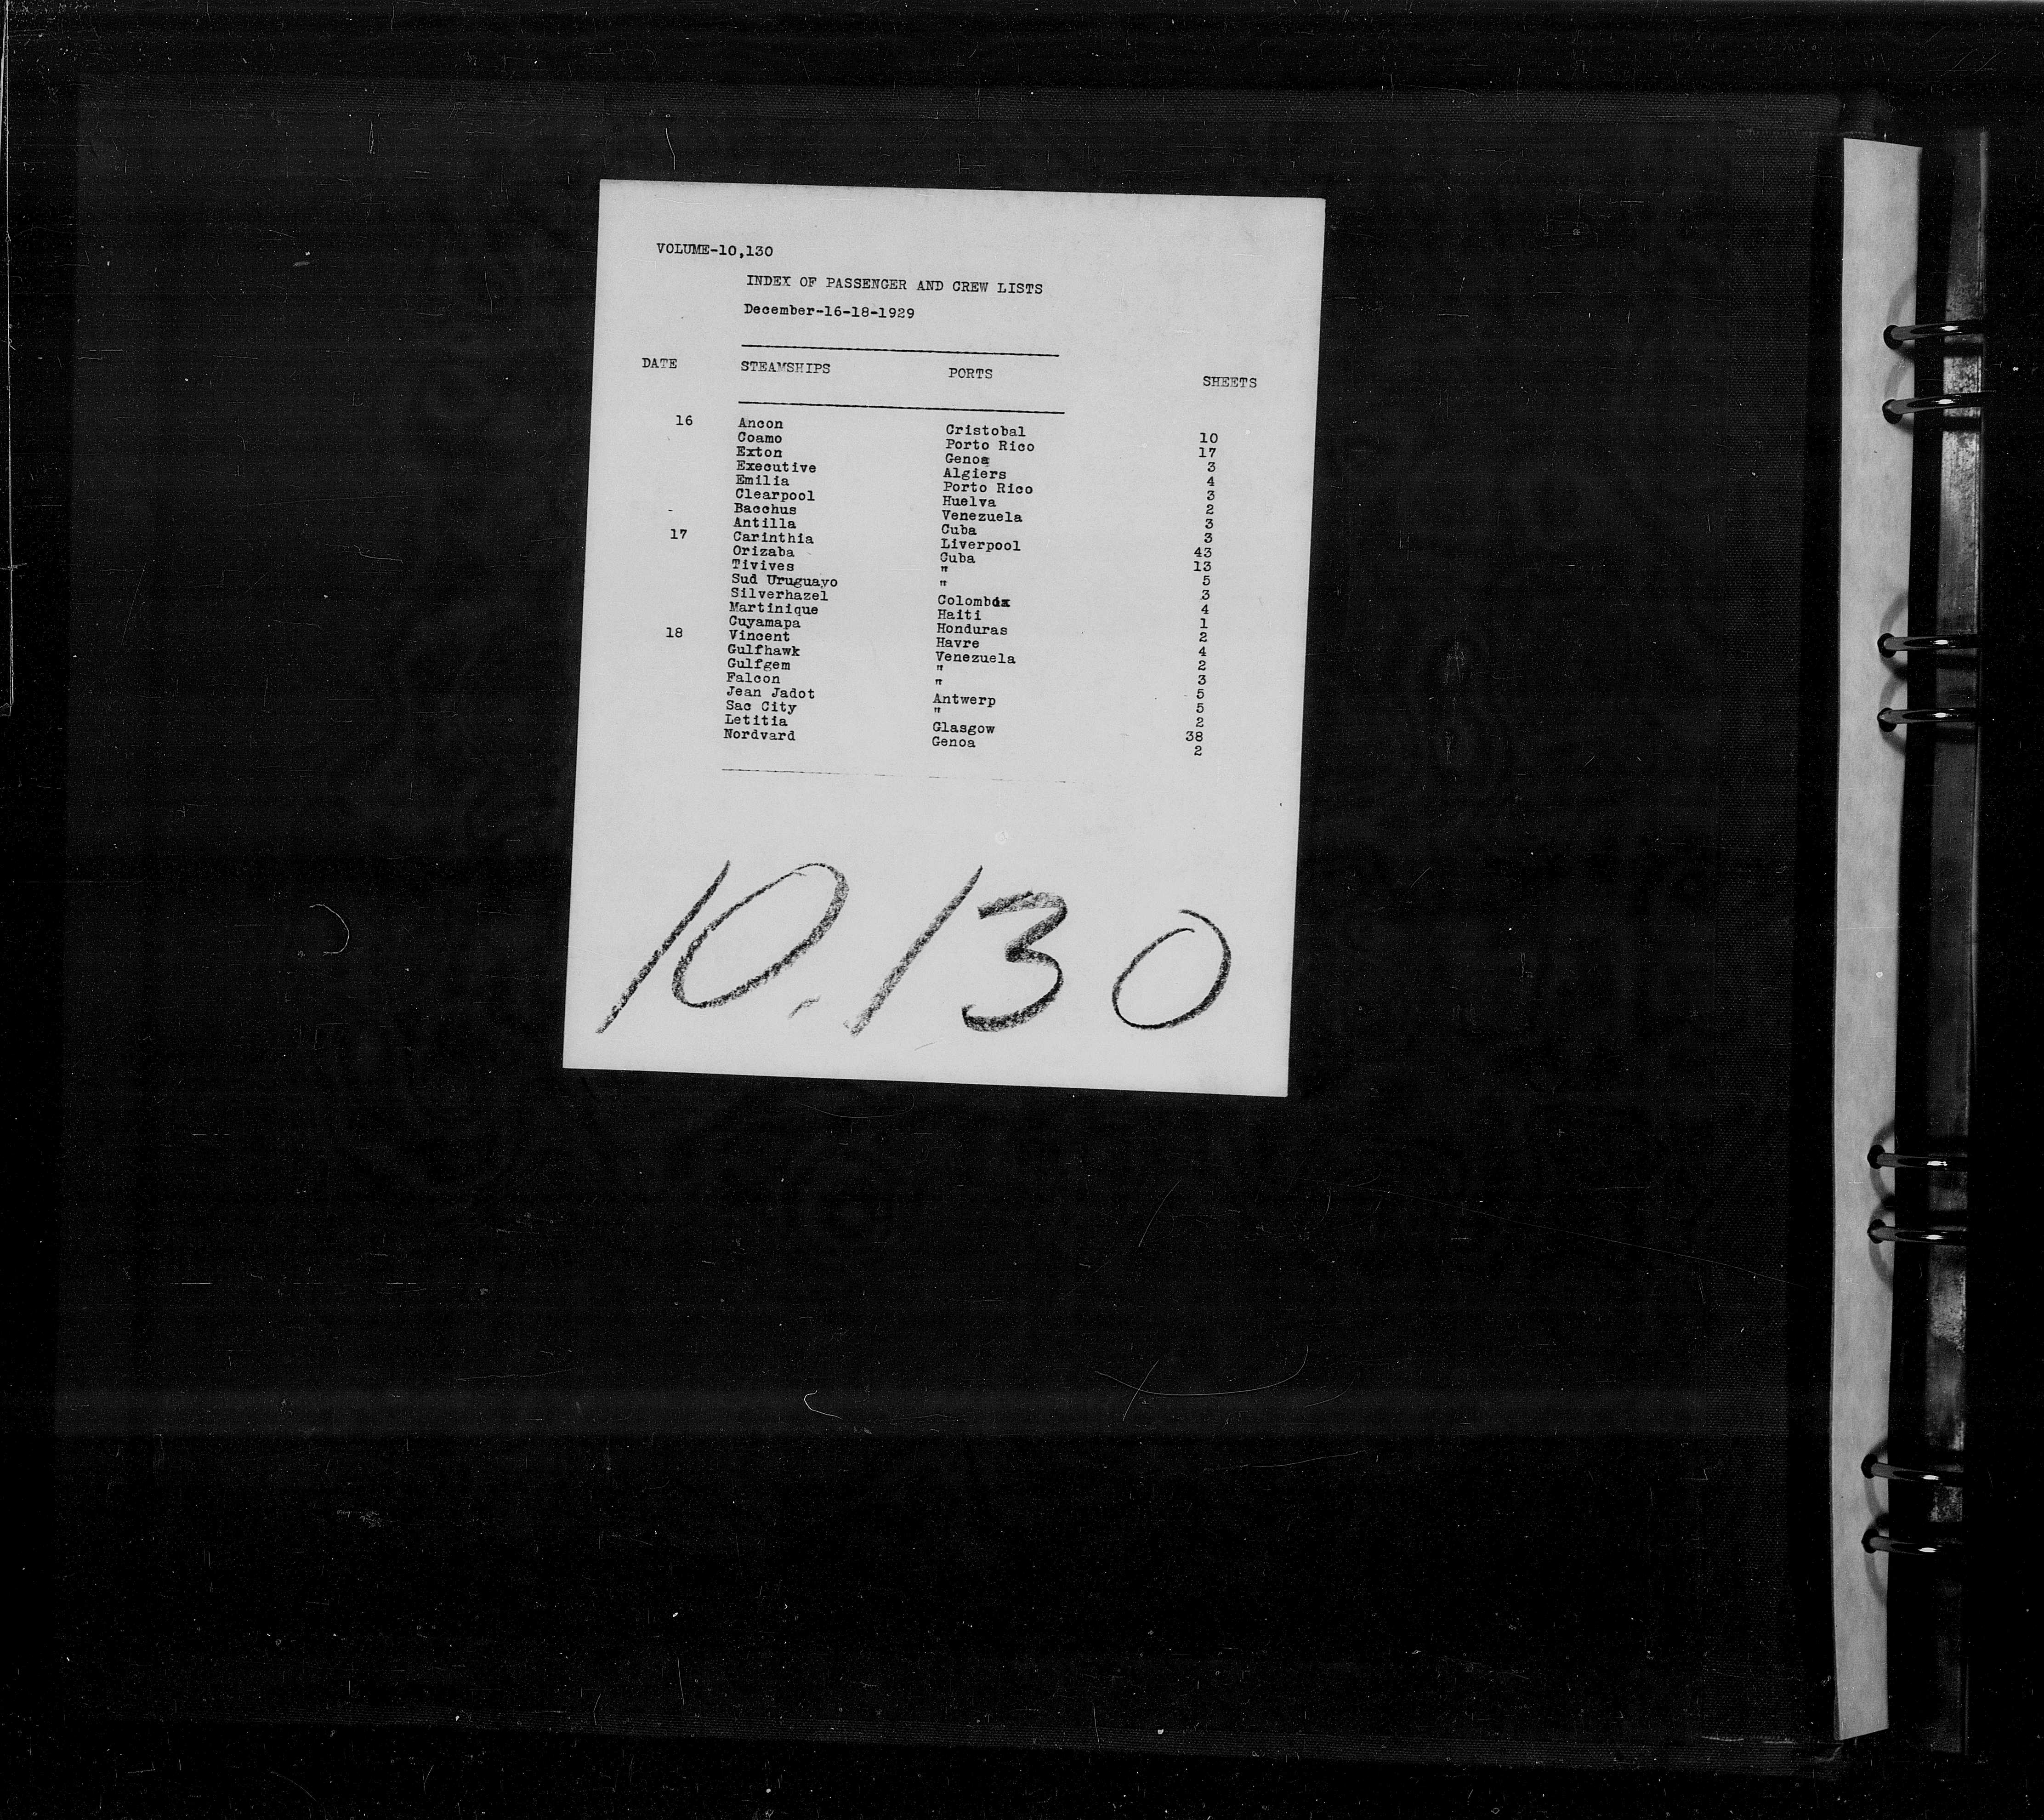 VOLUME-10,130
INDEX OF PASSENGER AND CREW LISTS
December-16-18-1929
DATE STEAMSHIPS PORTS SHEETS
16 Ancon Cristobal 10
Coamo Porto Rico 17
Exton Genoa 3
Executive Algiers 4
Emilia Porto Rico 3
Clearpool Huelva 2
Bacchus Venezuela 3
Antilla Cuba 3
17 Carinthia Liverpool 43
Orizaba Cuba 13
Tivives " 5
Sud Uruguayo " 3
Silverhazel 4
Martinique Haiti 1
Cuyamapa Honduras 2
18 Vincent Havre 4
Gulfhawk Venezuela 2
Gulfgem " 3
Falcon " 5
Jean Jadot Antwerp 5
Sac City " 2
Letitia Glasgow 38
Nordvard Genoa 2
10.130